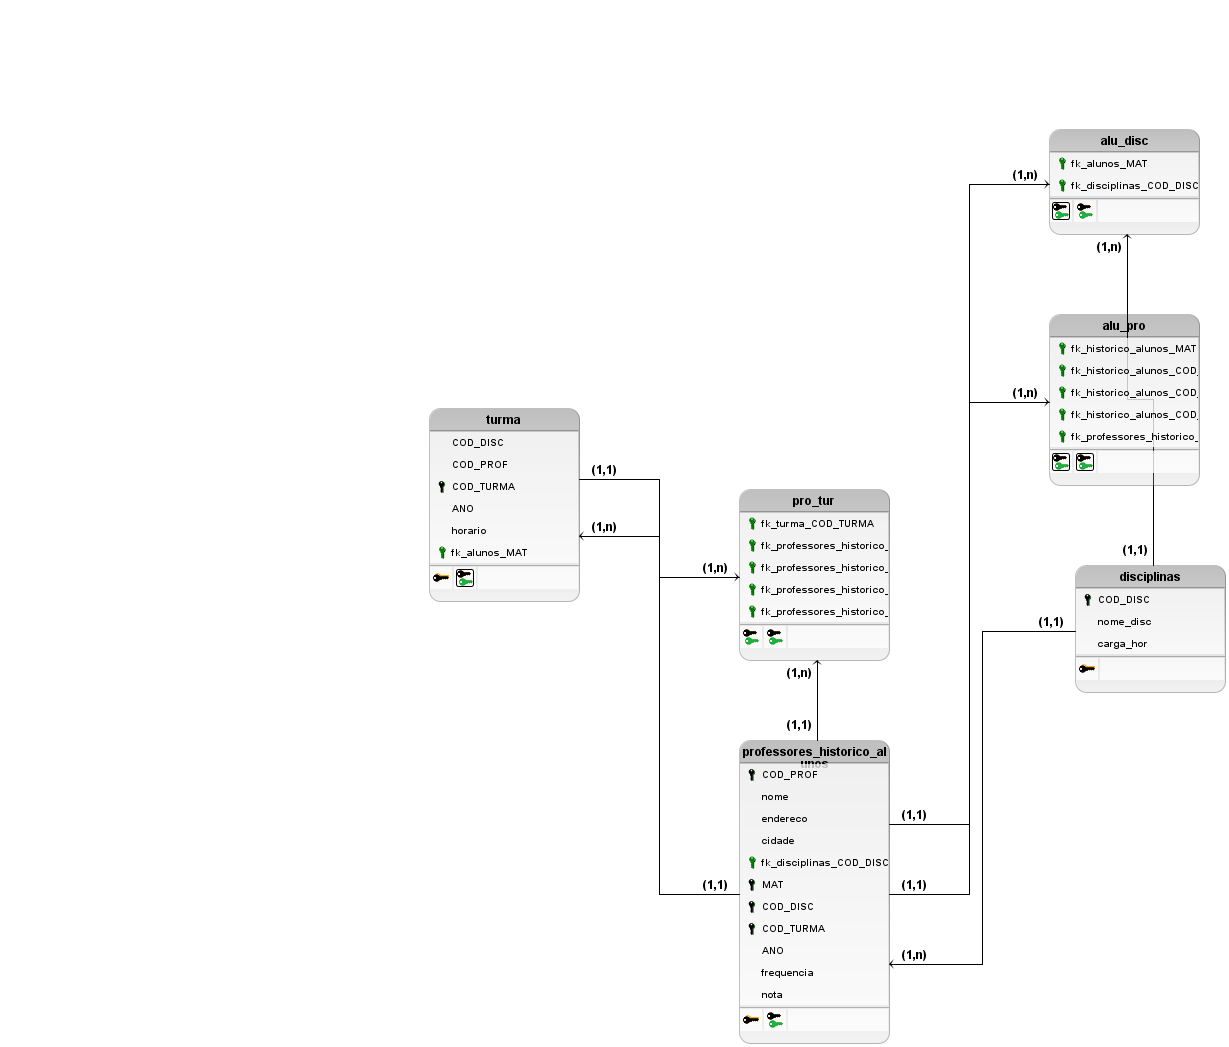 alu_disc
fk_alunos_MAT
fk_disciplinas_COD_DISC
(1,n)
(1,n)
alu_pro
fk_historico_alunos_MAT
fk_historico_alunos_COD_
fk_historico_alunos_COD_
fk_historico_alunos_COD_
fk_professores_historico_
(1,n)
turma
COD_DISC
COD_PROF
COD_TURMA
ANO
horario
fk_alunos_MAT
(1,1)
(1,n)
pro_tur
fk_turma_COD_TURMA
fk_professores_historico_
fk_professores_historico_
fk_professores_historico_
fk_professores_historico_
(1,n)
(1,n)
(1,1)
(1,1)
disciplinas
COD_DISC
nome_disc
carga_hor
(1,1)
professores_historico_al
unos
COD_PROF
nome
endereco
cidade
fk_disciplinas_COD_DISC
MAT
COD_DISC
COD_TURMA
ANO
frequencia
nota
(1,1)
(1,1)
(1,1)
(1,n)